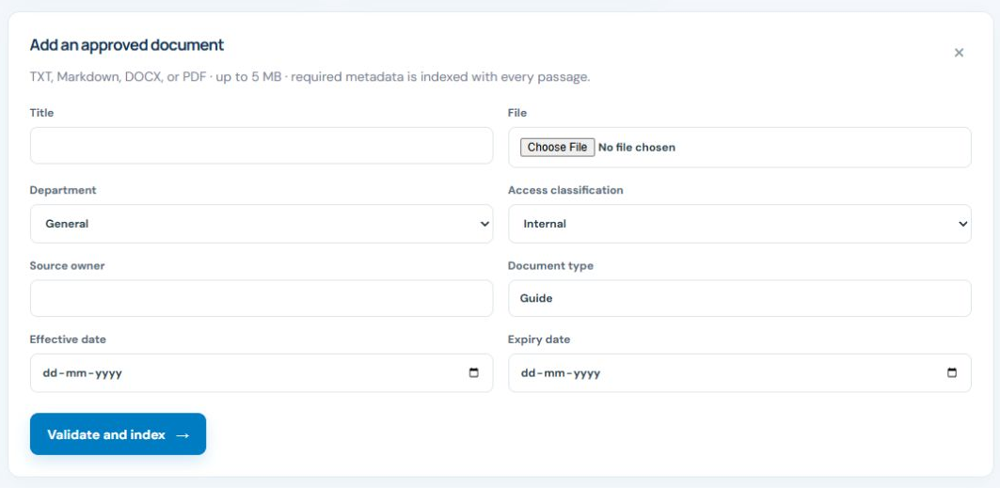 Add an approved document
×
TXT, Markdown, DOCX, or PDF · up to 5 MB · required metadata is indexed with every passage.
Title
File
Choose File No file chosen
Department
Access classification
General
Internal
Source owner
Document type
Guide
Effective date
Expiry date
dd-mm-yyyy
dd-mm-yyyy
Validate and index →